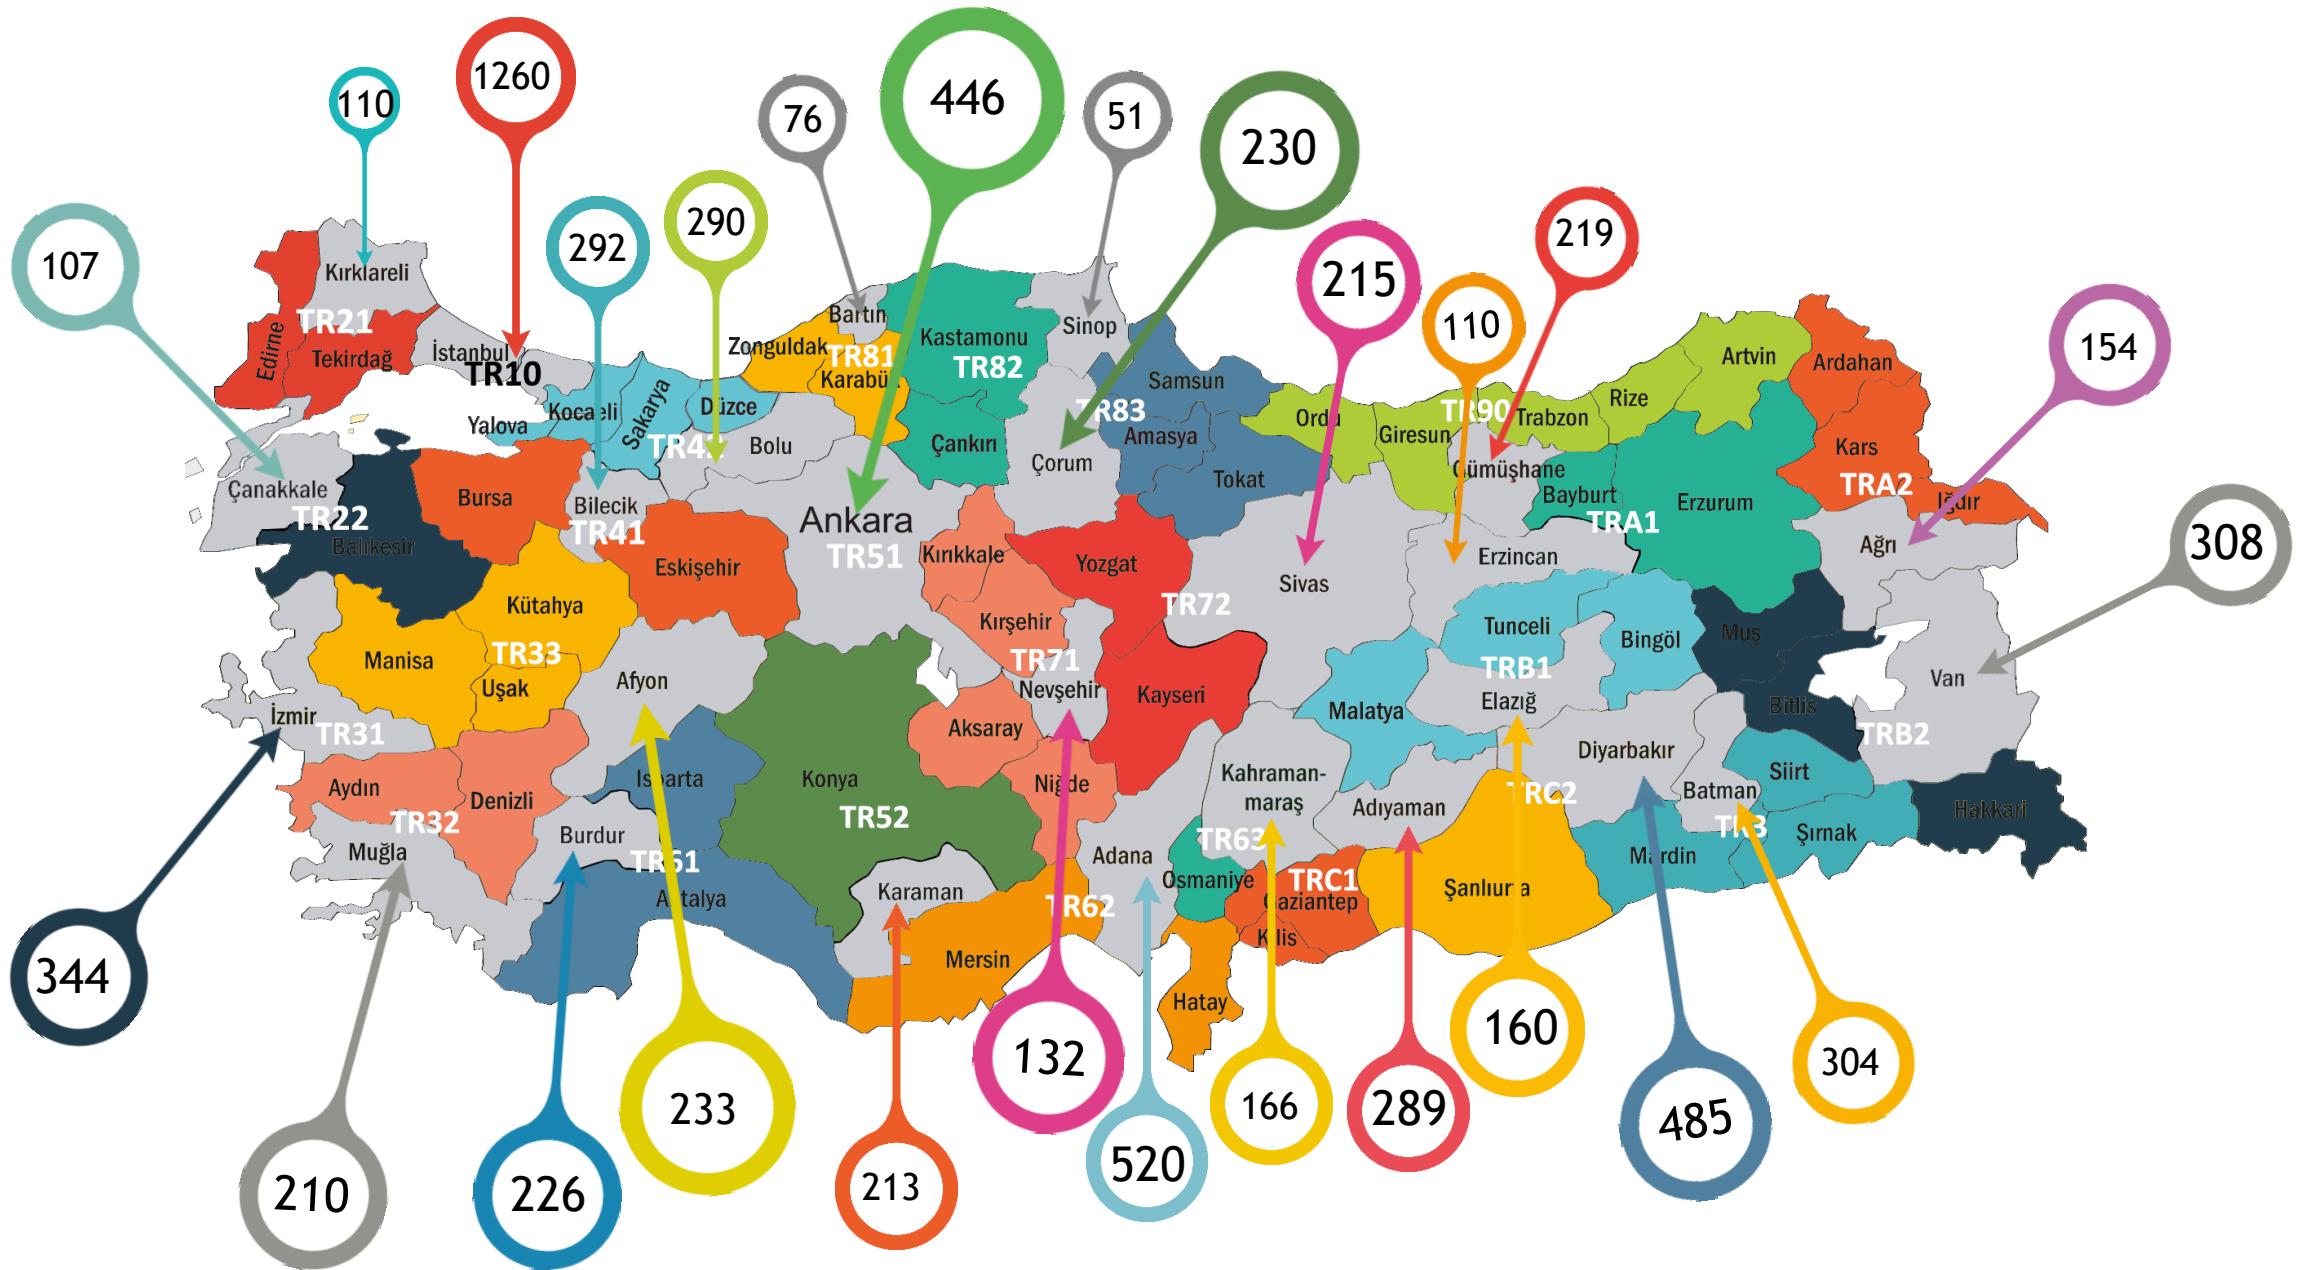 110
1260
76
446
51
230
107
292
290
215
110
219
154
308
Kırklareli
TR21
Edirne
Tekirdağ
İstanbul
TR10
Yalova
Kocaeli
Sakarya
Düzce
TR42
Bolu
Zonguldak
Bartın
TR81
Karabük
Kastamonu
TR82
Çankırı
Sinop
Çorum
Samsun
TR83
Amasya
Tokat
Ordu
Giresun
TR90
Trabzon
Rize
Artvin
Ardahan
Kars
TRA2
Iğdır
Ağrı
Gümüşhane
Bayburt
TRA1
Erzurum
Erzincan
Çanakkale
TR22
Balıkesir
Bursa
Bilecik
TR41
Eskişehir
Ankara
TR51
Kırıkkale
Yozgat
Sivas
TR72
Kırşehir
TR71
Nevşehir
Kayseri
Kütahya
TR33
Manisa
Uşak
Afyon
İzmir
TR31
Aydın
Denizli
TR32
Muğla
Burdur
TR61
Isparta
Antalya
Konya
TR52
Karaman
Aksaray
Niğde
Mersin
TR62
Adana
Osmaniye
Hatay
TR63
Kahraman-
maraş
Adıyaman
Malatya
Tunceli
TRB1
Elazığ
Bingöl
Muş
Bitlis
Van
TRB2
Hakkari
Diyarbakır
TRC2
Şanlıurfa
TRC1
Gaziantep
Kilis
Batman
Siirt
Mardin
Şırnak
344
210
226
233
213
132
520
166
289
160
485
304